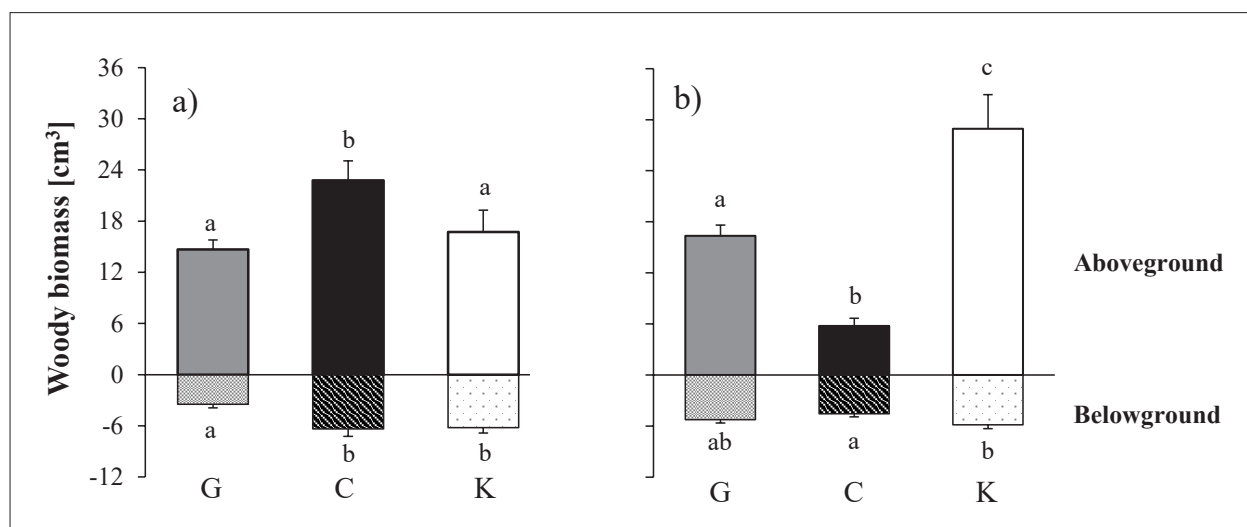 Woody biomass [cm³]
36
30
24
18
12
6
0
-6
-12
a)
a
b
a
a
b
b
G C K
b)
a
b
c
ab
a
b
G C K
Aboveground
Belowground